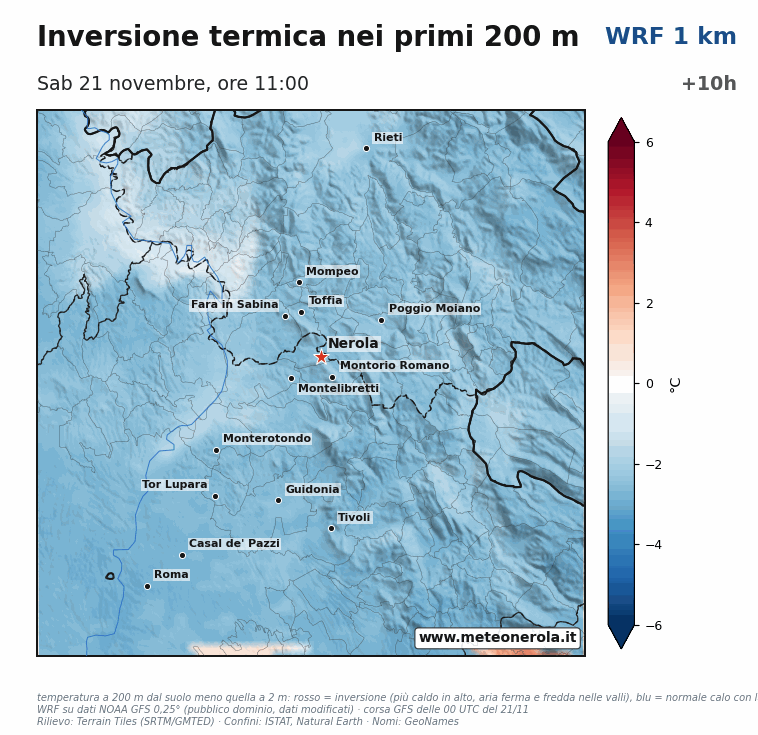 Inversione termica nei primi 200 m WRF 1 km
Sab 21 novembre, ore 11:00 +10h
Rieti
Mompeo
Fara in Sabina
Toffia
Poggio Moiano
Nerola
Montorio Romano
Montelibretti
Monterotondo
Tor Lupara
Guidonia
Tivoli
Casal de' Pazzi
Roma
6
4
2
0
−2
−4
−6
°C
www.meteonerola.it
temperatura a 200 m dal suolo meno quella a 2 m: rosso = inversione (più caldo in alto, aria ferma e fredda nelle valli), blu = normale calo con
WRF su dati NOAA GFS 0,25° (pubblico dominio, dati modificati) · corsa GFS delle 00 UTC del 21/11
Rilievo: Terrain Tiles (SRTM/GMTED) · Confini: ISTAT, Natural Earth · Nomi: GeoNames